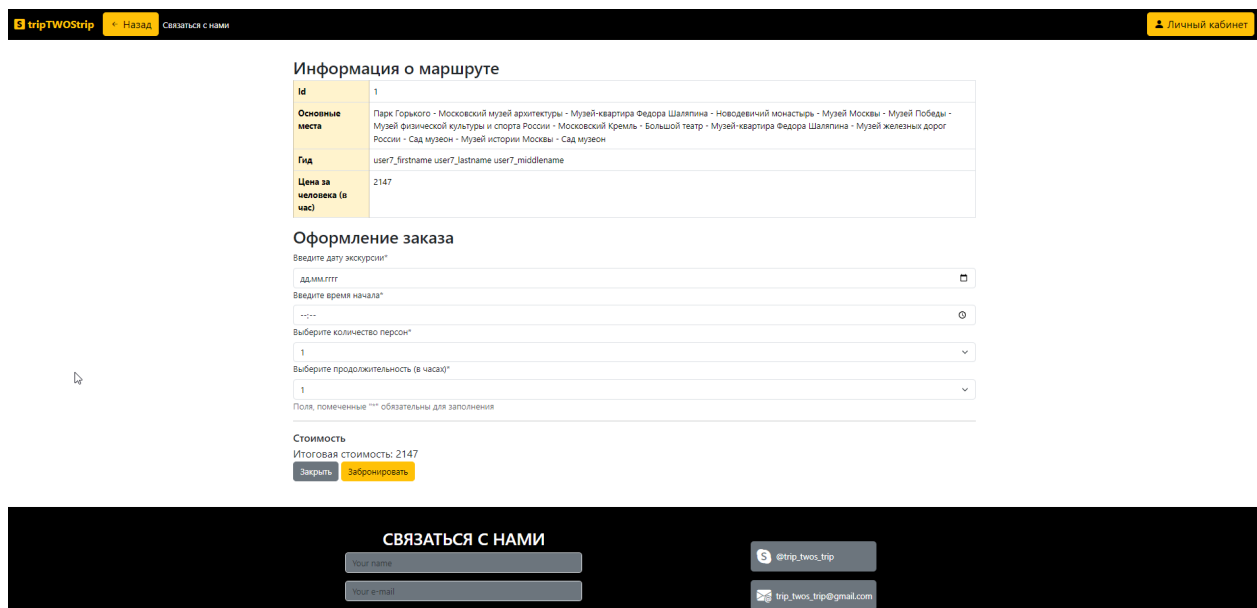 S tripTWOStrip
← Назад
Связаться с нами
Личный кабинет
Информация о маршруте
Id
1
Основные места
Парк Горького - Московский музей архитектуры - Музей-квартира Федора Шаляпина - Новодевичий монастырь - Музей Москвы - Музей Победы -
Музей физической культуры и спорта России - Московский Кремль - Большой театр - Музей-квартира Федора Шаляпина - Музей железных дорог
России - Сад музеон - Музей истории Москвы - Сад музеон
Гид
user7_firstname user7_lastname user7_middlename
Цена за
человека (в
час)
2147
Оформление заказа
Введите дату экскурсии*
дд.мм.гггг
Введите время начала*
--:--
Выберите количество персон*
1
Выберите продолжительность (в часах)*
1
Поля, помеченные "*" обязательны для заполнения
Стоимость
Итоговая стоимость: 2147
Закрыть
Забронировать
СВЯЗАТЬСЯ С НАМИ
Your name
Your e-mail
@trip_twos_trip
trip_twos_trip@gmail.com